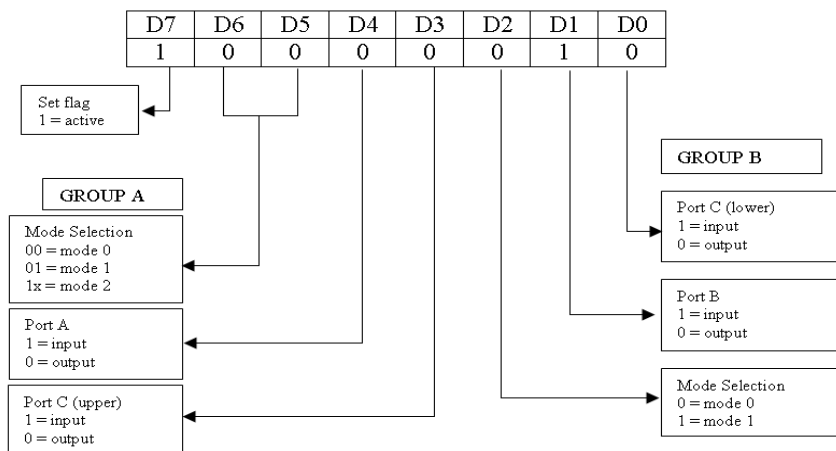 D7 D6 D5 D4 D3 D2 D1 D0
1 0 0 0 0 0 1 0
Set flag
1 = active
GROUP A
Mode Selection
00 = mode 0
01 = mode 1
1x = mode 2
Port A
1 = input
0 = output
Port C (upper)
1 = input
0 = output
GROUP B
Port C (lower)
1 = input
0 = output
Port B
1 = input
0 = output
Mode Selection
0 = mode 0
1 = mode 1